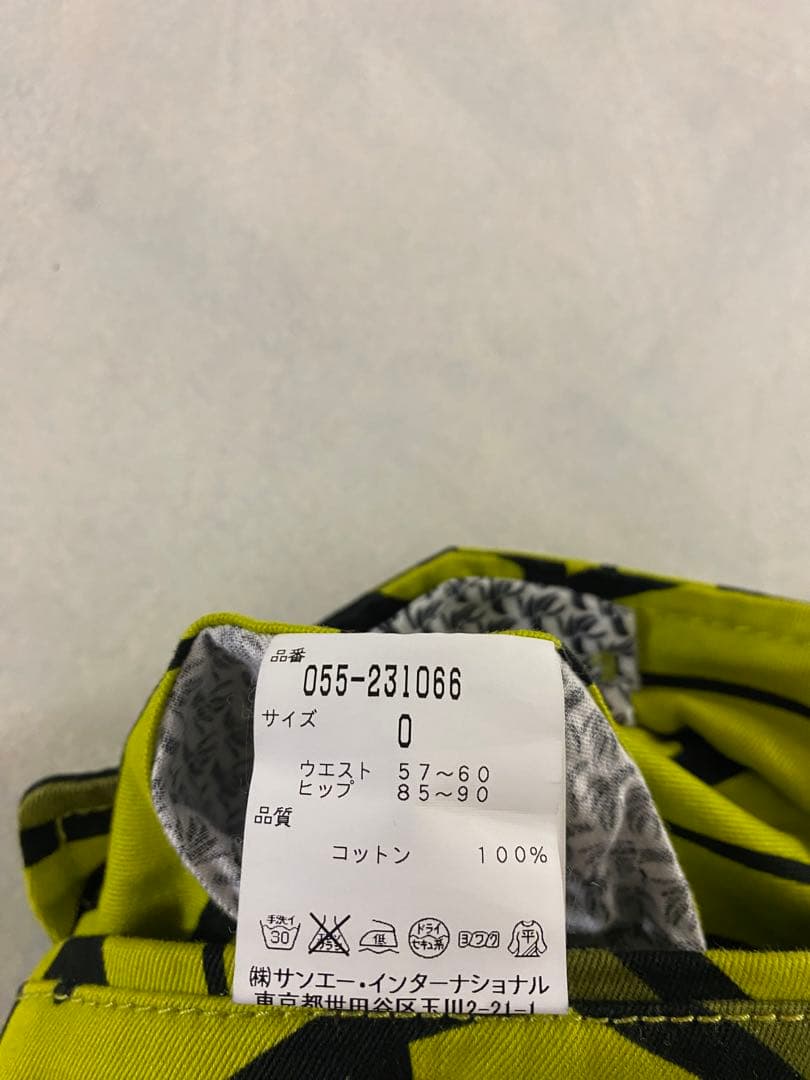 品番
055-231066
サイズ
0
ウエスト 57～60
ヒップ 85～90
品質
コットン 100%
手洗イ 30 低 ドライ セキユ系 ヨワク 平
㈱サンエー・インターナショナル
東京都世田谷区玉川2-21-1